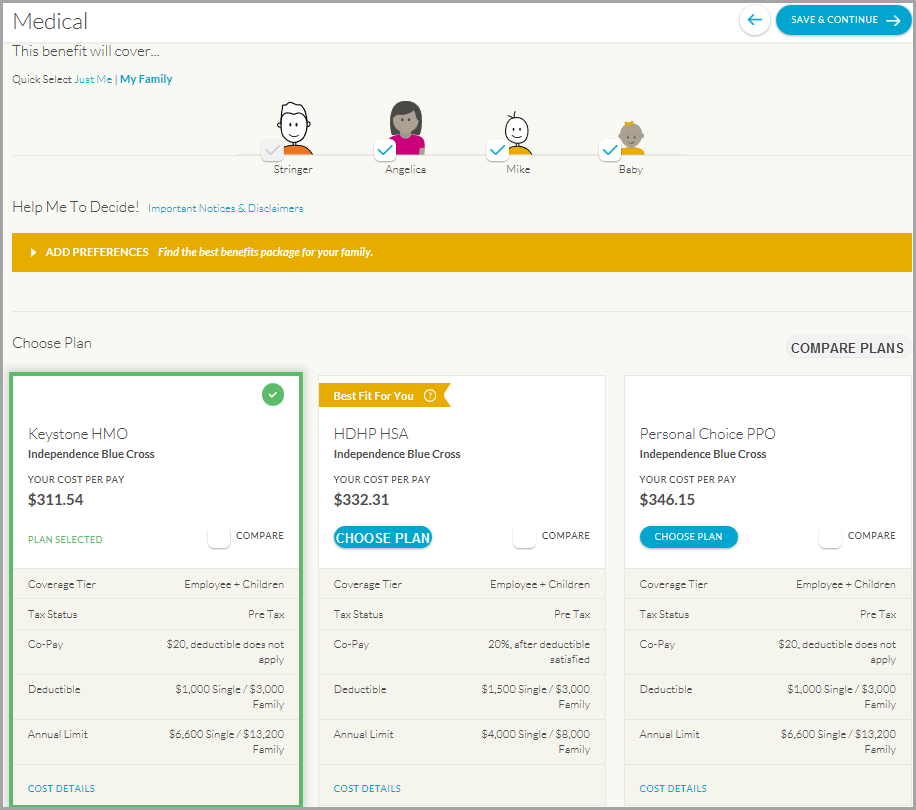 Medical
SAVE & CONTINUE
This benefit will cover...
Quick Select Just Me | My Family
Stringer
Angelica
Mike
Baby
Help Me To Decide! Important Notices & Disclaimers
ADD PREFERENCES Find the best benefits package for your family.
Choose Plan
COMPARE PLANS
Keystone HMO
Independence Blue Cross
YOUR COST PER PAY
$311.54
PLAN SELECTED
COMPARE
Coverage Tier Employee + Children
Tax Status Pre Tax
Co-Pay $20, deductible does not
apply
Deductible $1,000 Single / $3,000
Family
Annual Limit $6,600 Single / $13,200
Family
COST DETAILS
Best Fit For You ?
HDHP HSA
Independence Blue Cross
YOUR COST PER PAY
$332.31
CHOOSE PLAN
COMPARE
Coverage Tier Employee + Children
Tax Status Pre Tax
Co-Pay 20%, after deductible
satisfied
Deductible $1,500 Single / $3,000
Family
Annual Limit $4,000 Single / $8,000
Family
COST DETAILS
Personal Choice PPO
Independence Blue Cross
YOUR COST PER PAY
$346.15
CHOOSE PLAN
COMPARE
Coverage Tier Employee + Children
Tax Status Pre Tax
Co-Pay $20, deductible does not
apply
Deductible $1,000 Single / $3,000
Family
Annual Limit $6,600 Single / $13,200
Family
COST DETAILS